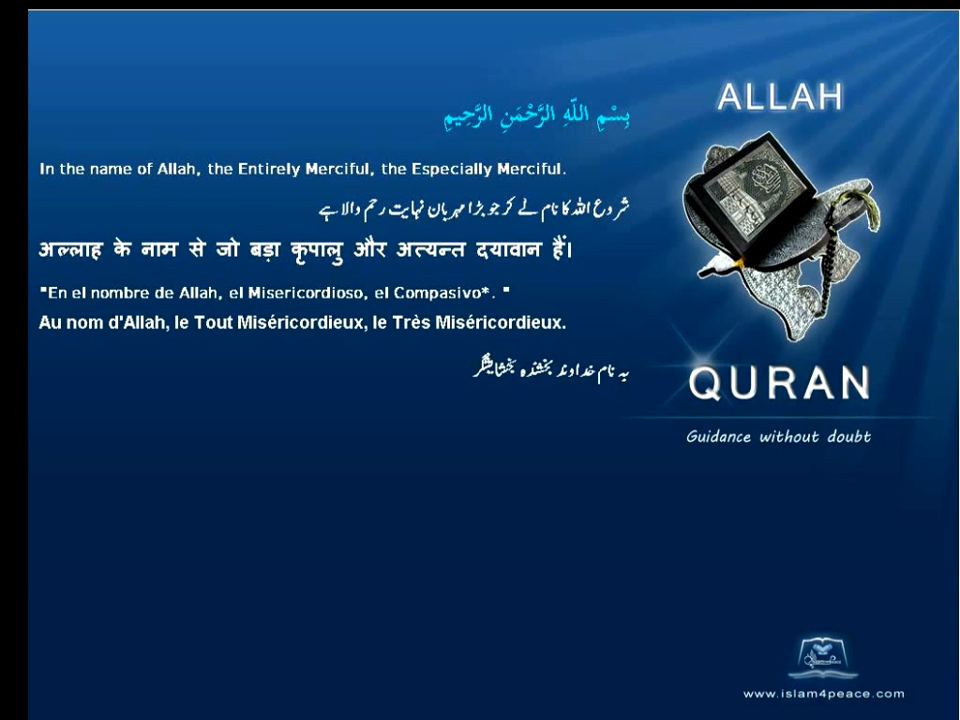 بِسْمِ اللّهِ الرَّحْمَنِ الرَّحِيمِ
In the name of Allah, the Entirely Merciful, the Especially Merciful.
شروع اللہ کا نام لے کر جو بڑا مہربان نہایت رحم والا ہے
अल्लाह के नाम से जो बड़ा कृपालु और अत्यन्त दयावान हैं।
"En el nombre de Allah, el Misericordioso, el Compasivo*. "
Au nom d'Allah, le Tout Miséricordieux, le Très Miséricordieux.
به نام خداوند بخشنده بخشایشگر
ALLAH
QURAN
Guidance without doubt
www.islam4peace.com